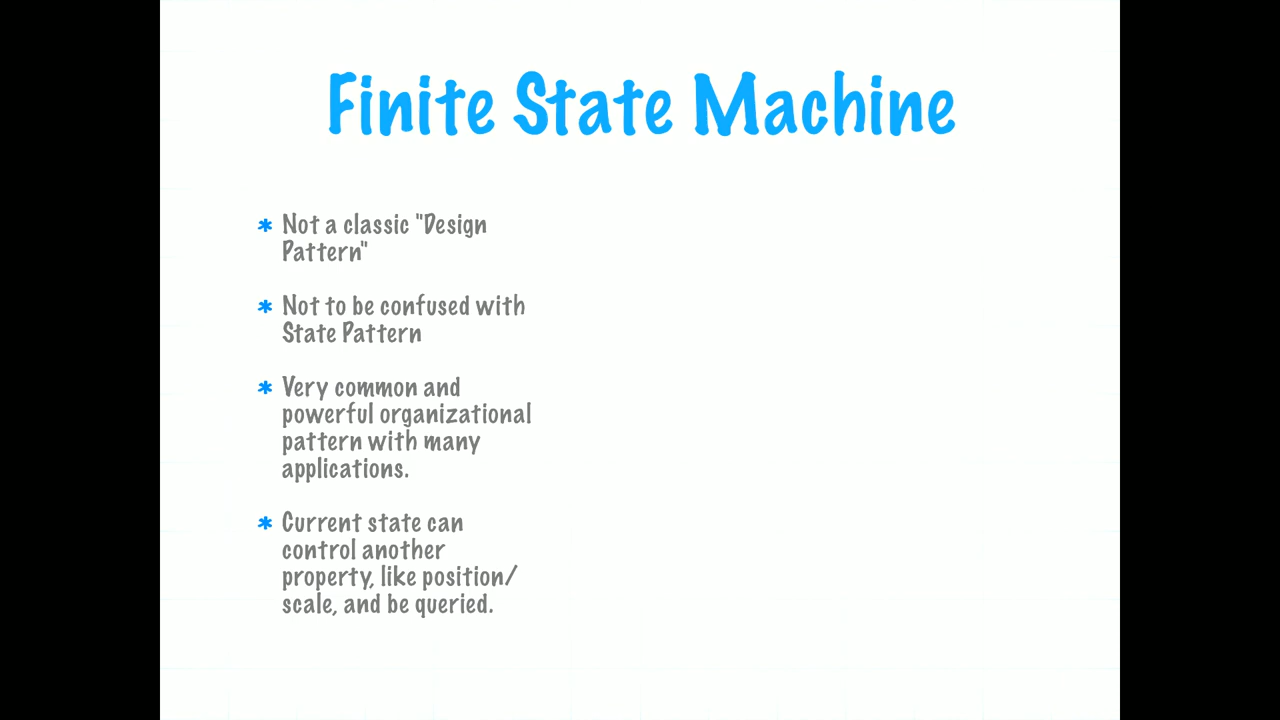 Finite State Machine
* Not a classic "Design
Pattern"
* Not to be confused with
State Pattern
* Very common and
powerful organizational
pattern with many
applications.
* Current state can
control another
property, like position/
scale, and be queried.